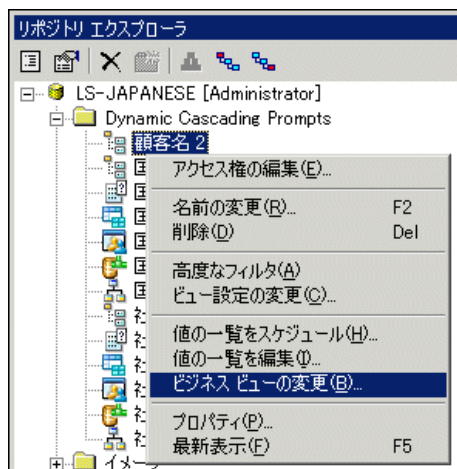 リポジトリ エクスプローラ
LS-JAPANESE [Administrator]
Dynamic Cascading Prompts
顧客名 2
アクセス権の編集(E)...
名前の変更(R)... F2
削除(D) Del
高度なフィルタ(A)
ビュー設定の変更(C)...
値の一覧をスケジュール(H)...
値の一覧を編集(I)...
ビジネス ビューの変更(B)...
プロパティ(P)...
最新表示(F) F5
イメージ